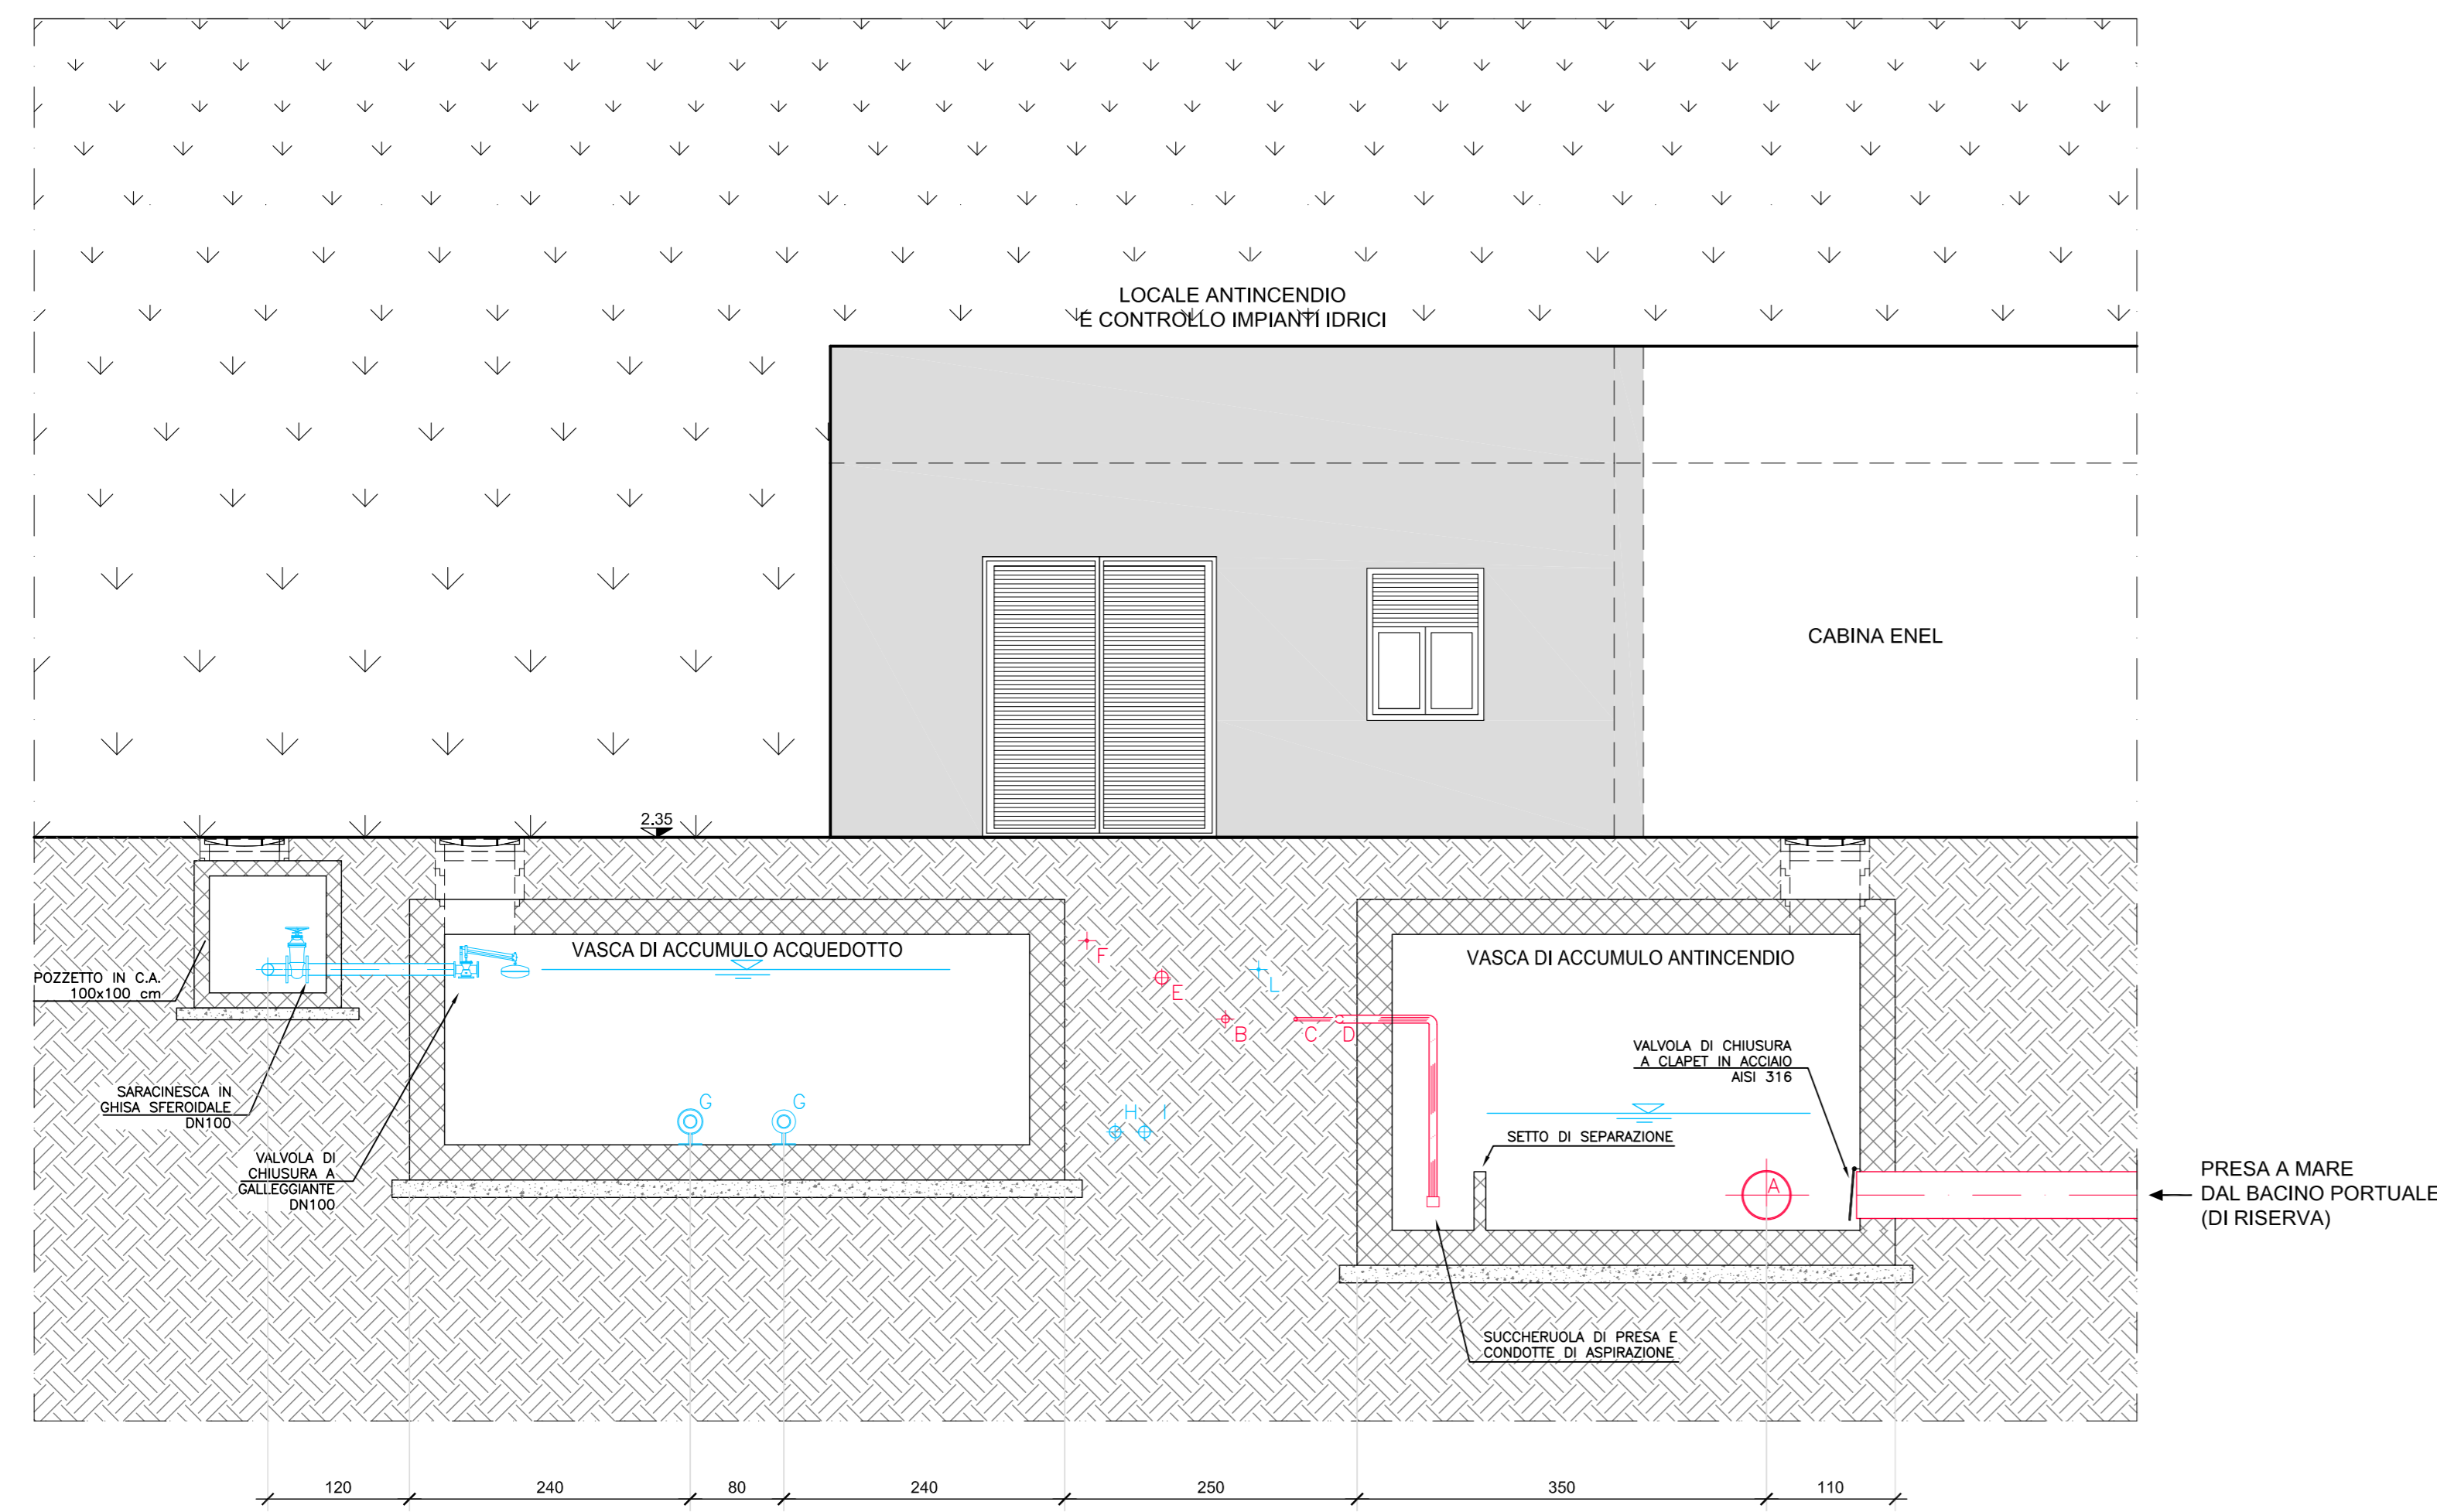 LOCALE ANTINCENDIO
E CONTROLLO IMPIANTI IDRICI
CABINA ENEL
2.35
VASCA DI ACCUMULO ACQUEDOTTO
VASCA DI ACCUMULO ANTINCENDIO
POZZETTO IN C.A.
100x100 cm
SARACINESCA IN
GHISA SFEROIDALE
DN100
VALVOLA DI
CHIUSURA A
GALLEGGIANTE
DN100
F
E
L
B
C
D
G
G
H
I
VALVOLA DI CHIUSURA
A CLAPET IN ACCIAIO
AISI 316
SETTO DI SEPARAZIONE
A
PRESA A MARE
DAL BACINO PORTUALE
(DI RISERVA)
SUCCHERUOLA DI PRESA E
CONDOTTE DI ASPIRAZIONE
120
240
80
240
250
350
110